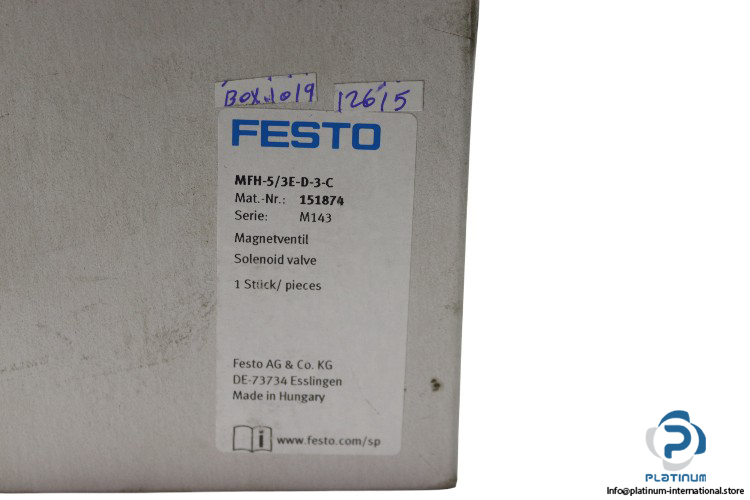 BOX.1019
12615
FESTO
MFH-5/3E-D-3-C
Mat.-Nr.: 151874
Serie: M143
Magnetventil
Solenoid valve
1 Stück/ pieces
Festo AG & Co. KG
DE-73734 Esslingen
Made in Hungary
www.festo.com/sp
PLATINUM
Info@platinum-international.store